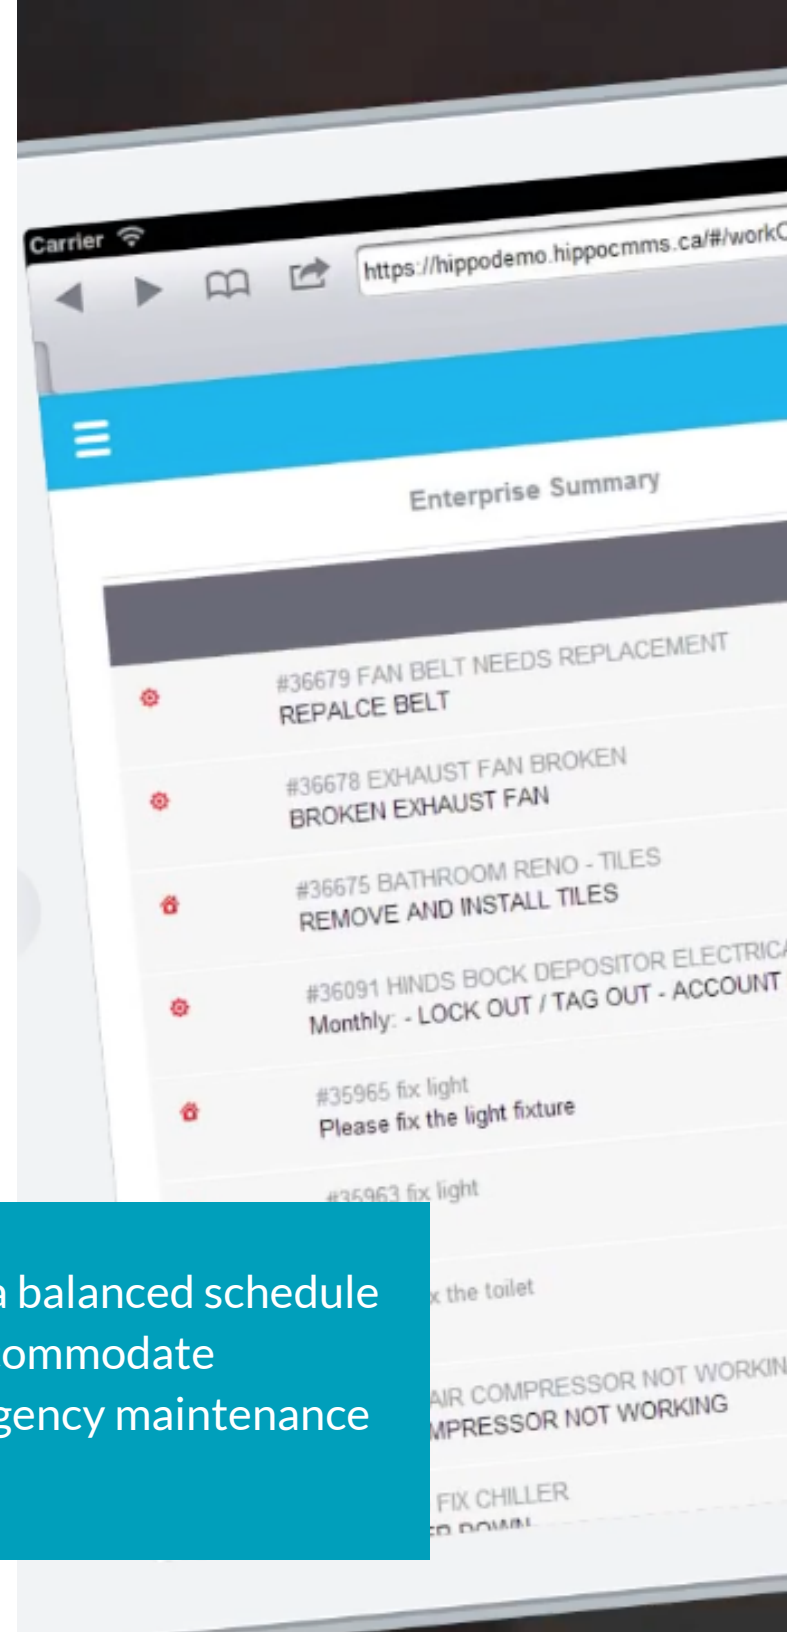 Carrier
https://hippodemo.hippocmms.ca/#/workO
Enterprise Summary
#36679 FAN BELT NEEDS REPLACEMENT
REPALCE BELT
#36678 EXHAUST FAN BROKEN
BROKEN EXHAUST FAN
#36675 BATHROOM RENO - TILES
REMOVE AND INSTALL TILES
#36091 HINDS BOCK DEPOSITOR ELECTRICA
Monthly: - LOCK OUT / TAG OUT - ACCOUNT
#35965 fix light
Please fix the light fixture
#35963 fix light
x the toilet
AIR COMPRESSOR NOT WORKIN
MPRESSOR NOT WORKING
FIX CHILLER
ER DOWN
a balanced schedule
ommodate
gency maintenance